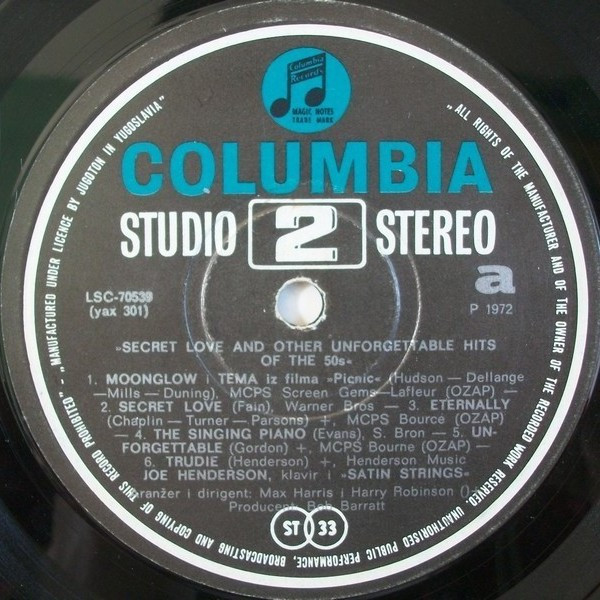 Columbia
Records
MAGIC NOTES
TRADE MARK
COLUMBIA
STUDIO 2 STEREO
a
LSC-70539
(yax 301)
P 1972
»SECRET LOVE AND OTHER UNFORGETTABLE HITS
OF THE 50s«
1. MOONGLOW i TEMA iz filma »Picnic« (Hudson — Dellange
—Mills — Duning), MCPS Screen Gems—Lafleur (OZAP) —
2. SECRET LOVE (Fain), Warner Bros — 3. ETERNALLY
(Chaplin — Turner — Parsons) +, MCPS Bource (OZAP)
— 4. THE SINGING PIANO (Evans), S. Bron — 5. UN-
FORGETTABLE (Gordon) +, MCPS Bourne (OZAP) —
6. TRUDIE (Henderson) +, Henderson Music
JOE HENDERSON, klavir i »SATIN STRINGS«
Aranžer i dirigent: Max Harris i Harry Robinson ()
Producent: Bob Barratt
ST 33
"MANUFACTURED UNDER LICENCE BY JUGOTON IN YUGOSLAVIA"
"ALL RIGHTS OF THE MANUFACTURER AND OF THE OWNER OF THE RECORDED WORK RESERVED. UNAUTHORISED PUBLIC PERFORMANCE, BROADCASTING AND COPYING OF THIS RECORD PROHIBITED" -